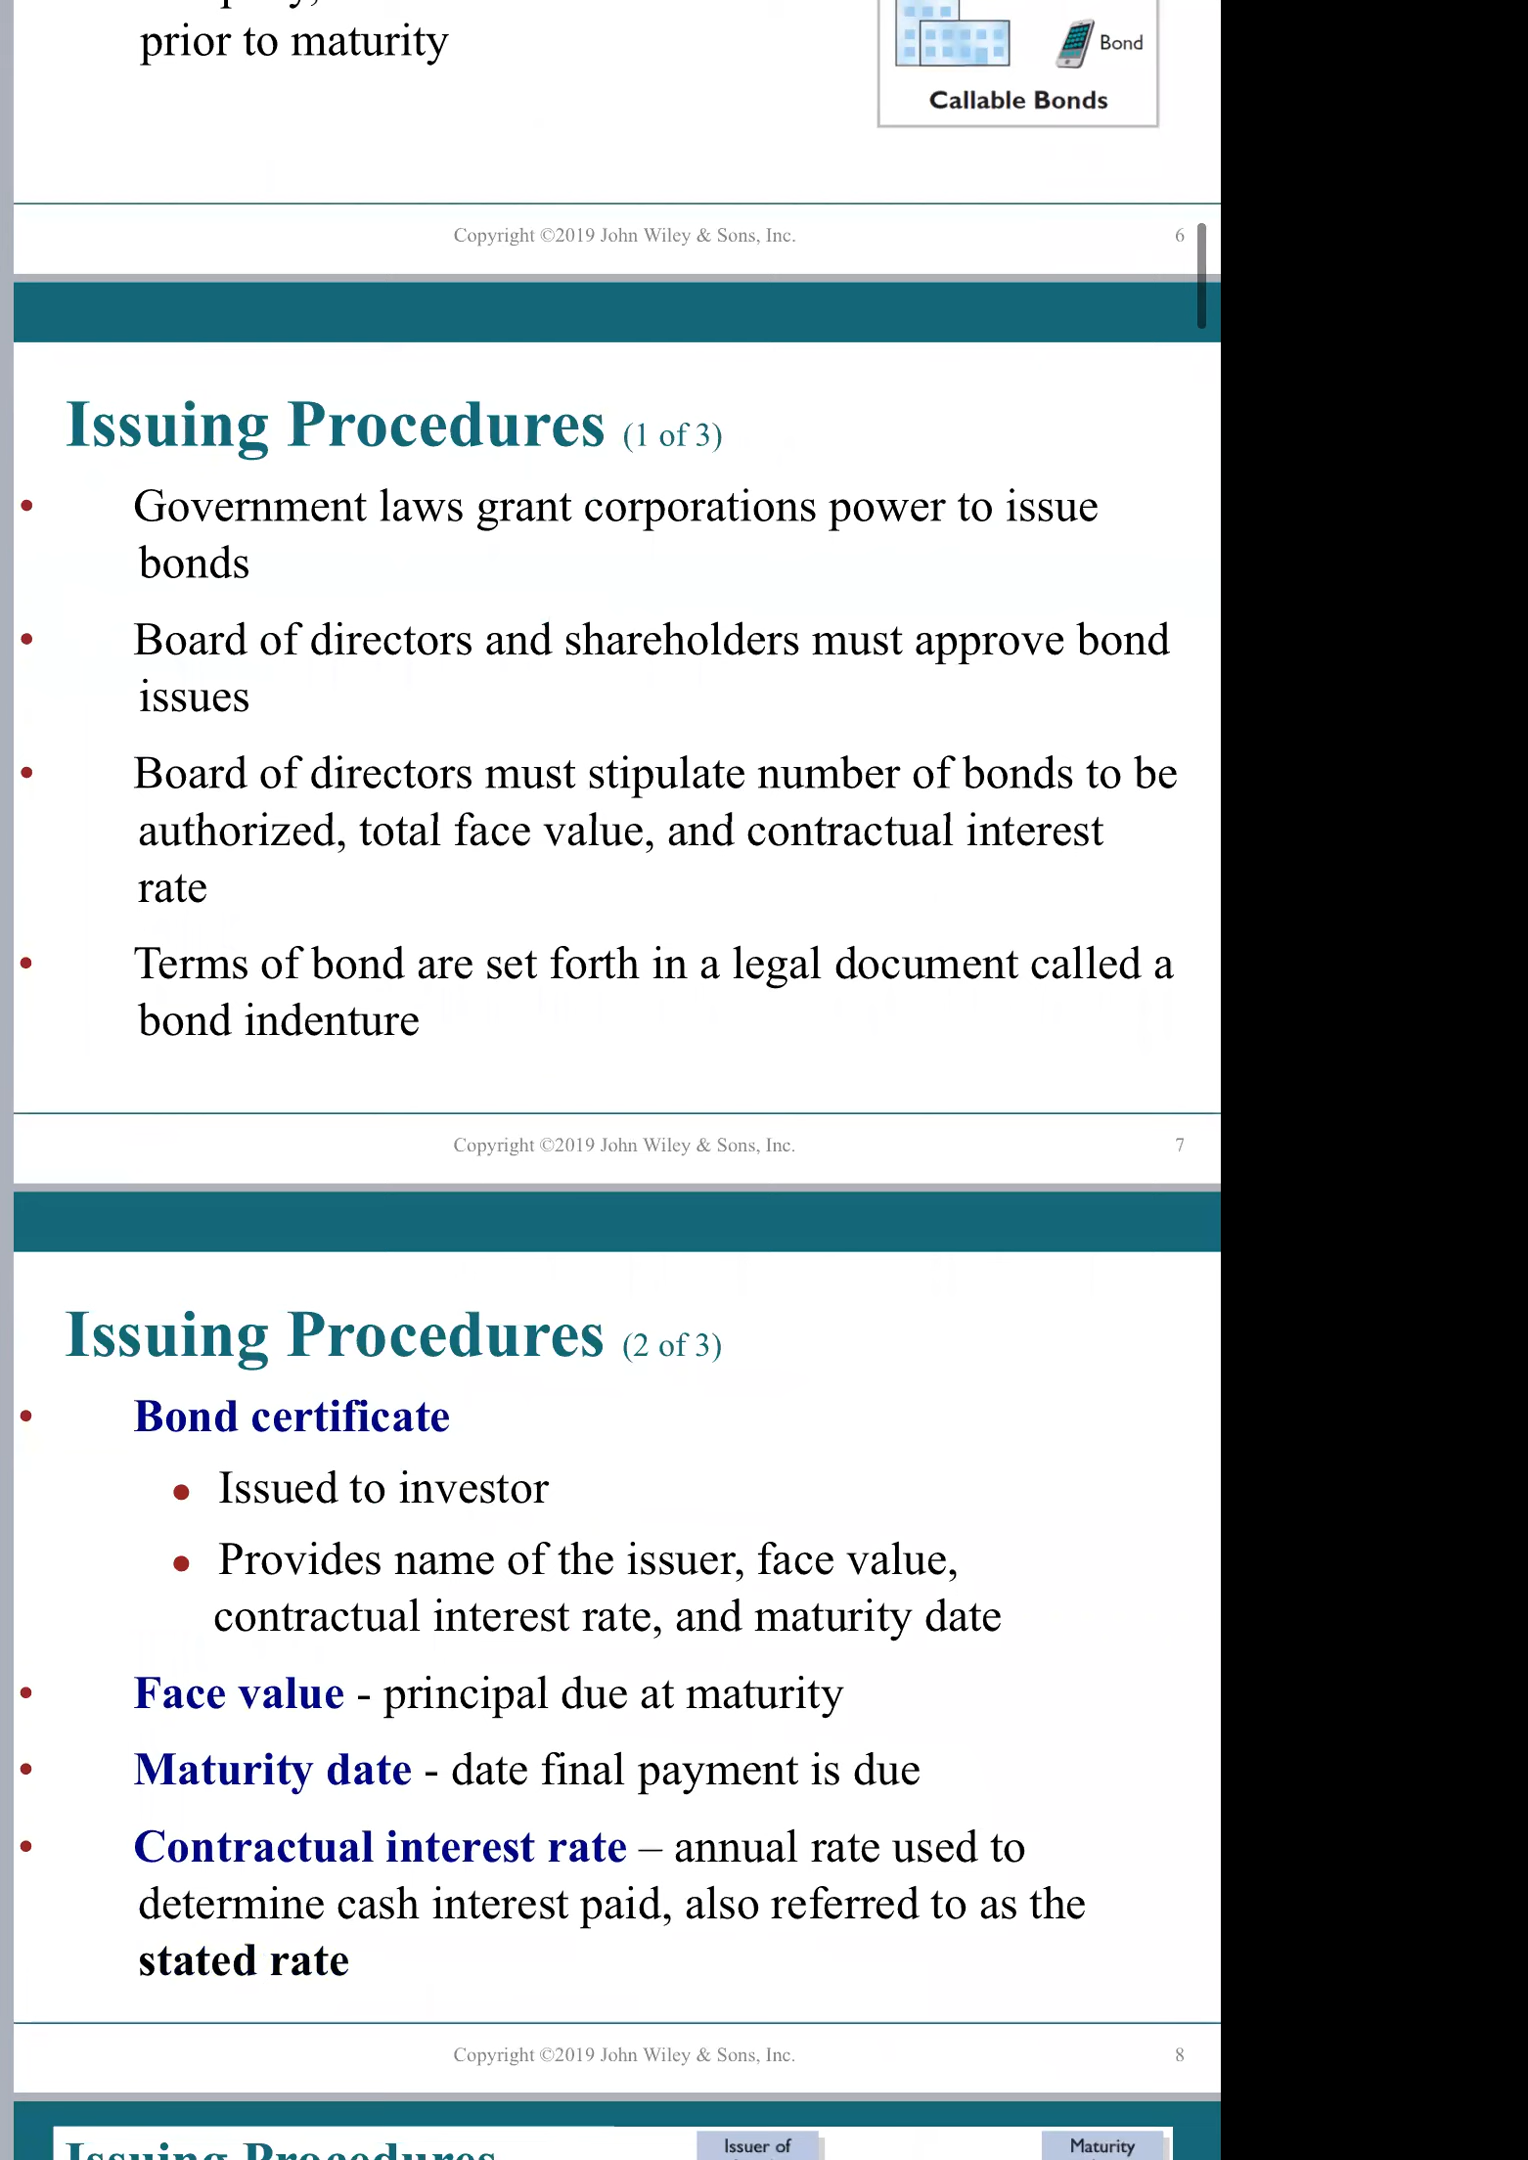 prior to maturity
Bond
Callable Bonds
Copyright ©2019 John Wiley & Sons, Inc.
6
Issuing Procedures (1 of 3)
• Government laws grant corporations power to issue
bonds
• Board of directors and shareholders must approve bond
issues
• Board of directors must stipulate number of bonds to be
authorized, total face value, and contractual interest
rate
• Terms of bond are set forth in a legal document called a
bond indenture
Copyright ©2019 John Wiley & Sons, Inc.
7
Issuing Procedures (2 of 3)
• Bond certificate
• Issued to investor
• Provides name of the issuer, face value,
contractual interest rate, and maturity date
• Face value - principal due at maturity
• Maturity date - date final payment is due
• Contractual interest rate – annual rate used to
determine cash interest paid, also referred to as the
stated rate
Copyright ©2019 John Wiley & Sons, Inc.
8
Issuing Procedures
Issuer of
Maturity